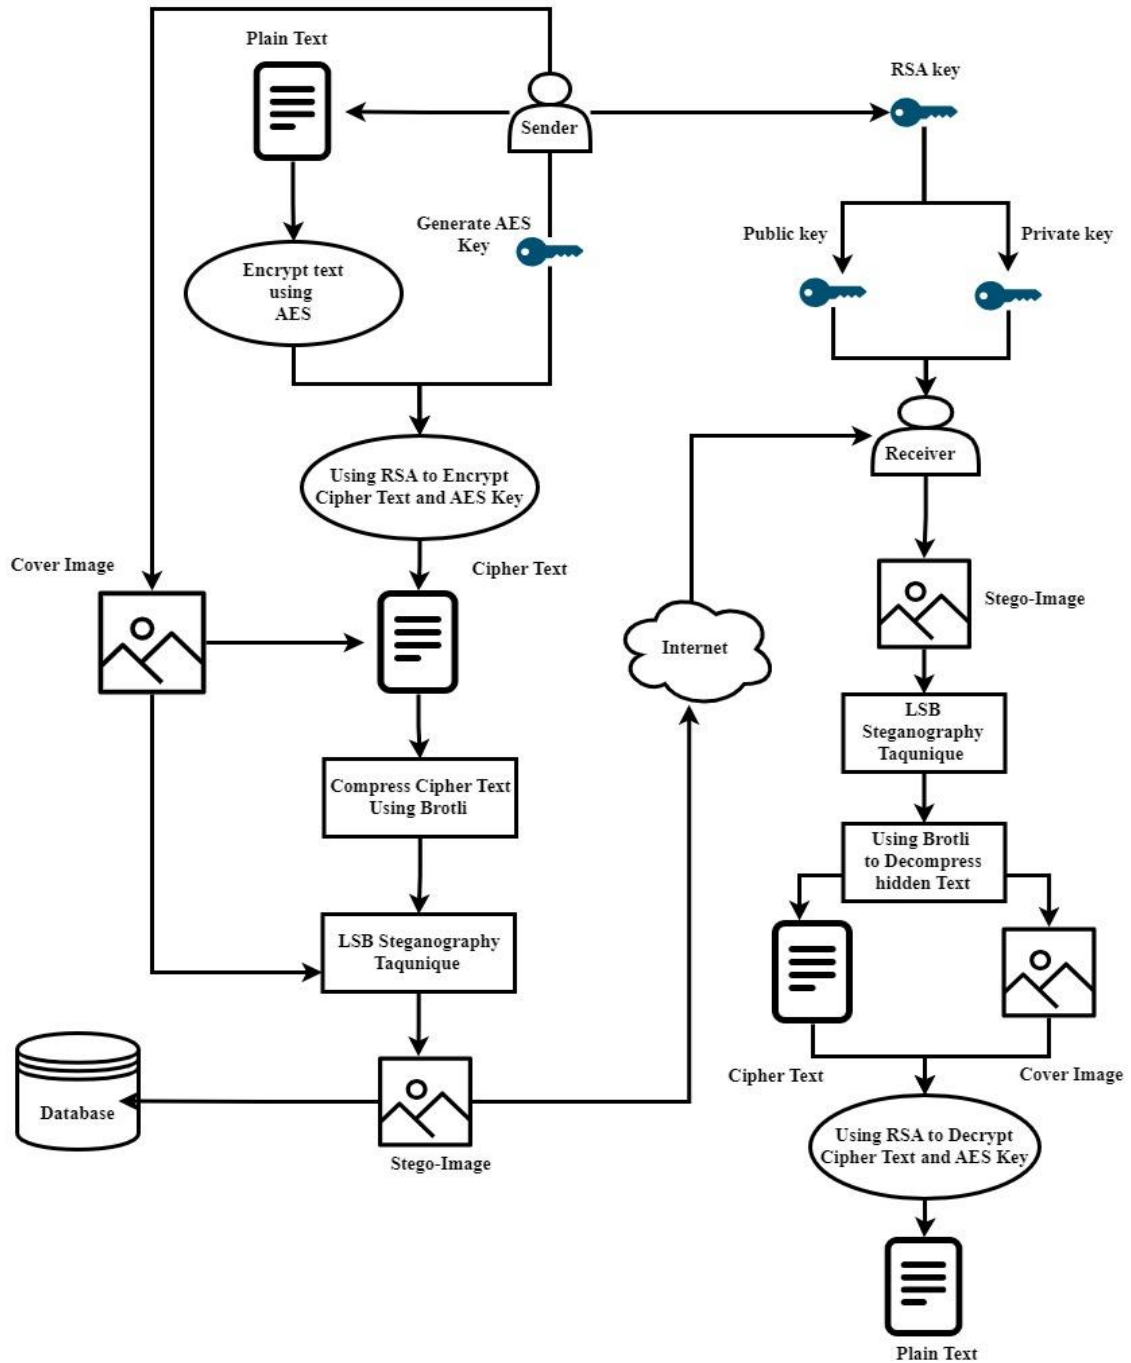 Plain Text
RSA key
Sender
Generate AES
Key
Public key
Private key
Encrypt text
using
AES
Receiver
Using RSA to Encrypt
Cipher Text and AES Key
Cover Image
Cipher Text
Stego-Image
Internet
LSB
Steganography
Taqunique
Compress Cipher Text
Using Brotli
Using Brotli
to Decompress
hidden Text
LSB Steganography
Taqunique
Cipher Text
Cover Image
Database
Stego-Image
Using RSA to Decrypt
Cipher Text and AES Key
Plain Text